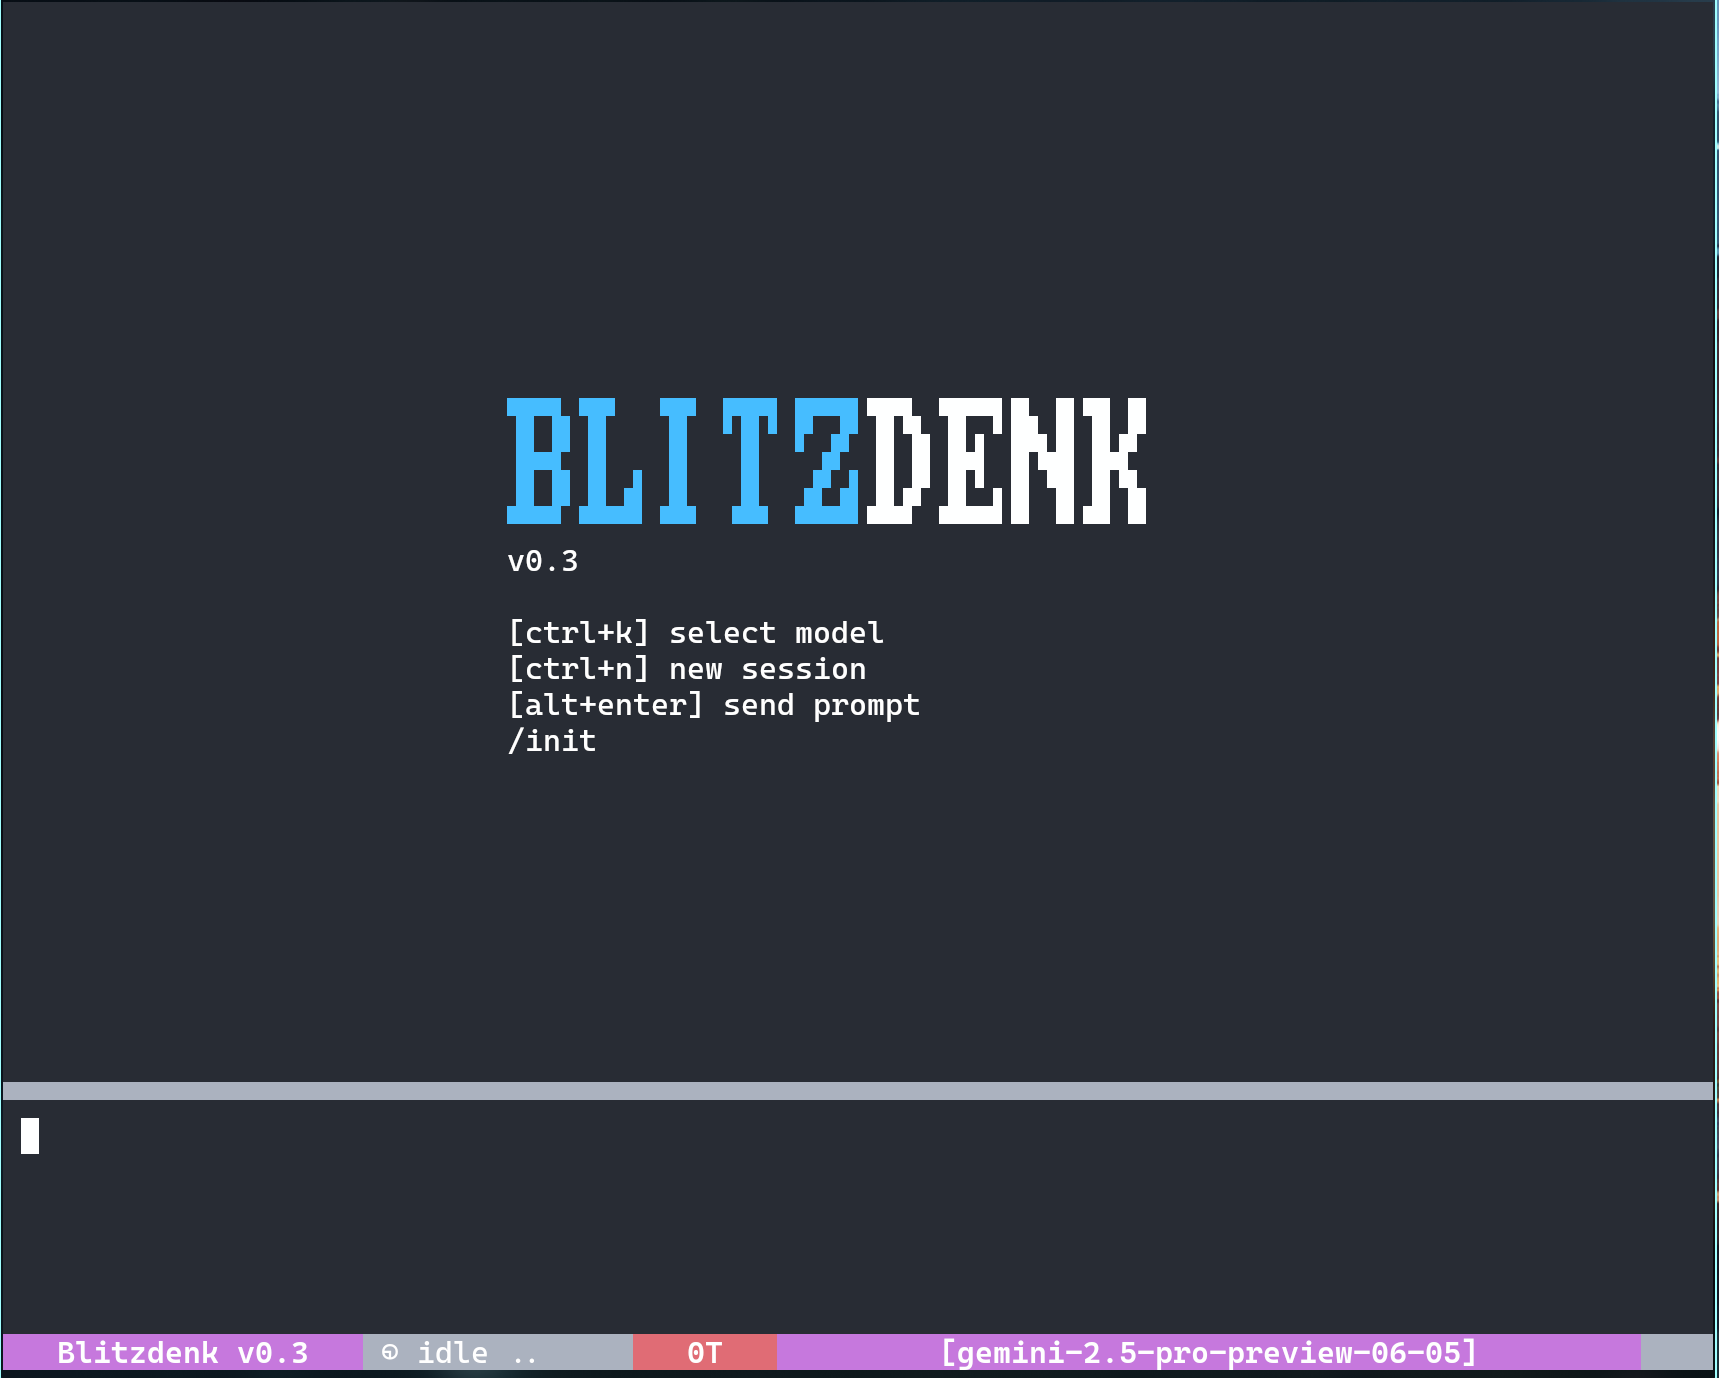 BLITZDENK
v0.3
[ctrl+k] select model
[ctrl+n] new session
[alt+enter] send prompt
/init
Blitzdenk v0.3 idle .. 0T [gemini-2.5-pro-preview-06-05]